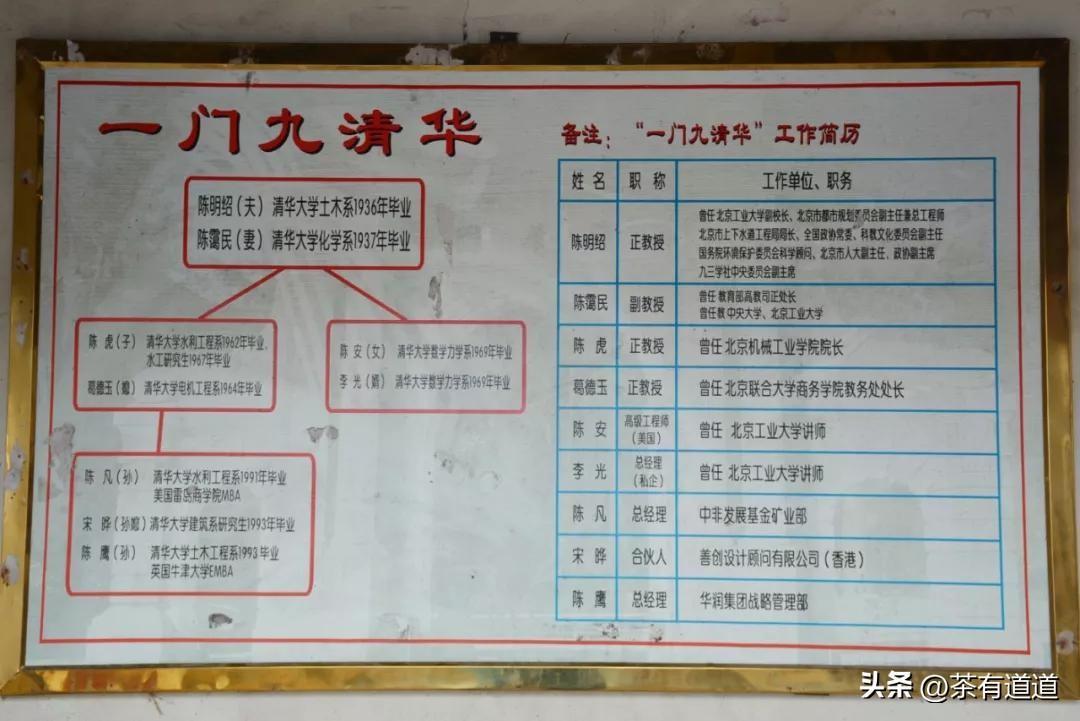 一门九清华
陈明绍（夫） 清华大学土木系1936年毕业
陈霭民（妻） 清华大学化学系1937年毕业
陈 虎（子） 清华大学水利工程系1962年毕业、
水工研究生1967年毕业
葛德玉（媳） 清华大学电机工程系1964年毕业
陈 安（女） 清华大学数学力学系1969年毕业
李 光（婿） 清华大学数学力学系1969年毕业
陈 凡（孙） 清华大学水利工程系1991年毕业
美国雷鸟商学院MBA
宋 晔（孙媳）清华大学建筑系研究生1993年毕业
陈 鹰（孙） 清华大学土木工程系1993毕业
英国牛津大学EMBA
备注：“一门九清华”工作简历
姓 名 职 称 工作单位、职务
陈明绍 正教授 曾任 北京工业大学副校长、北京市都市规划委员会副主任兼总工程师
北京市上下水道工程局局长、全国政协常委、科教文化委员会副主任
国务院环境保护委员会科学顾问、北京市人大副主任、政协副主席
九三学社中央委员会副主席
陈霭民 副教授 曾任 教育部高教司正处长
曾任教 中央大学、北京工业大学
陈 虎 正教授 曾任 北京机械工业学院院长
葛德玉 正教授 曾任 北京联合大学商务学院教务处处长
陈 安 高级工程师（美国） 曾任 北京工业大学讲师
李 光 总经理（私企） 曾任 北京工业大学讲师
陈 凡 总经理 中非发展基金矿业部
宋 晔 合伙人 善创设计顾问有限公司（香港）
陈 鹰 总经理 华润集团战略管理部
头条 @茶有道道